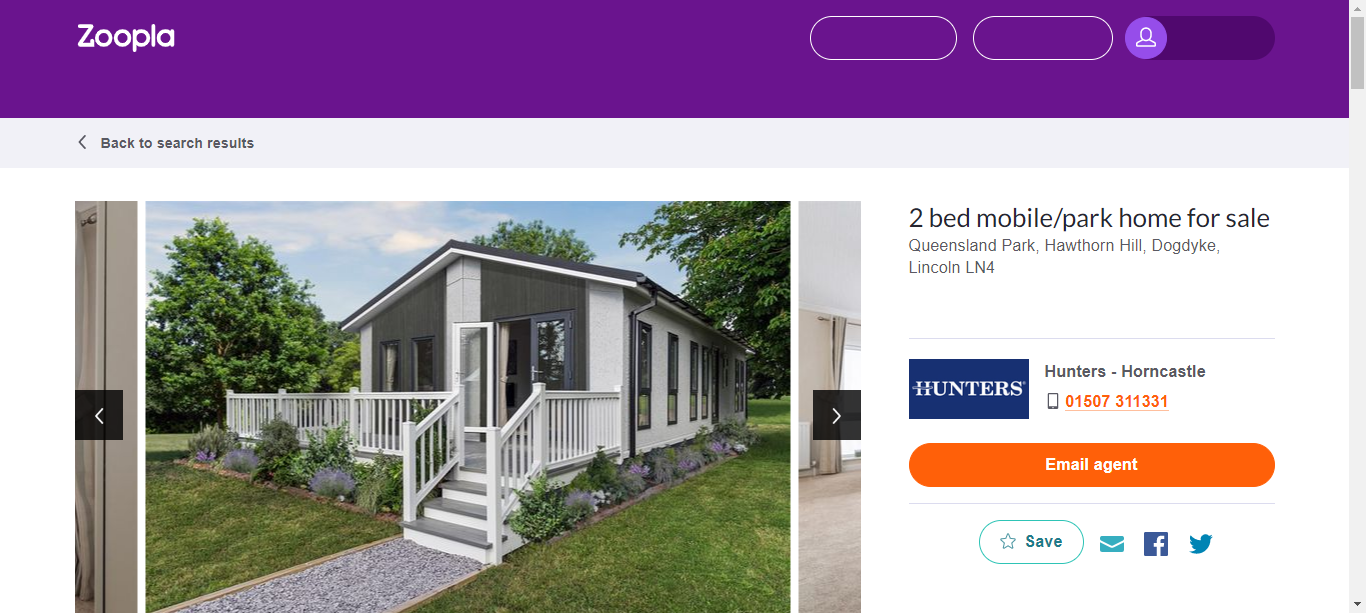 Zoopla
Back to search results
2 bed mobile/park home for sale
Queensland Park, Hawthorn Hill, Dogdyke,
Lincoln LN4
HUNTERS
Hunters - Horncastle
01507 311331
Email agent
Save